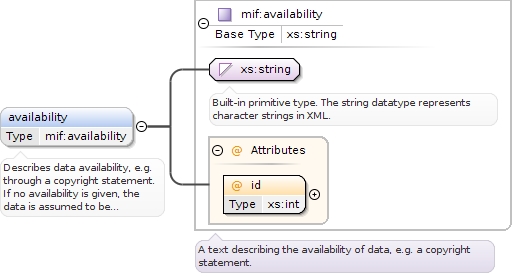 mif:availability
Base Type xs:string
xs:string
Built-in primitive type. The string datatype represents
character strings in XML.
availability
Type mif:availability
Describes data availability, e.g.
through a copyright statement.
If no availability is given, the
data is assumed to be...
@ Attributes
@ id
Type xs:int
A text describing the availability of data, e.g. a copyright
statement.